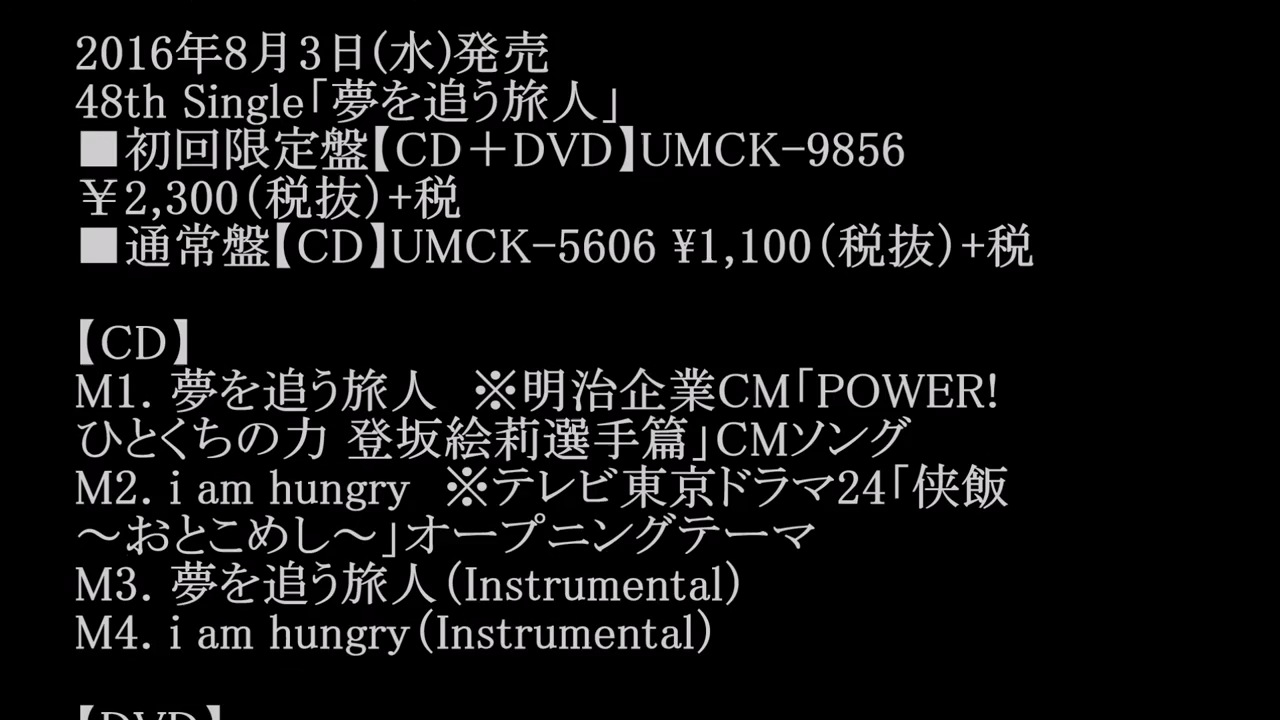 2016年8月3日(水)発売
48th Single「夢を追う旅人」
■初回限定盤【CD＋DVD】UMCK-9856
￥2,300(税抜)+税
■通常盤【CD】UMCK-5606 ¥1,100(税抜)+税
【CD】
M1. 夢を追う旅人 ※明治企業CM「POWER!
ひとくちの力 登坂絵莉選手篇」CMソング
M2. i am hungry ※テレビ東京ドラマ24「侠飯
～おとこめし～」オープニングテーマ
M3. 夢を追う旅人(Instrumental)
M4. i am hungry(Instrumental)
【DVD】